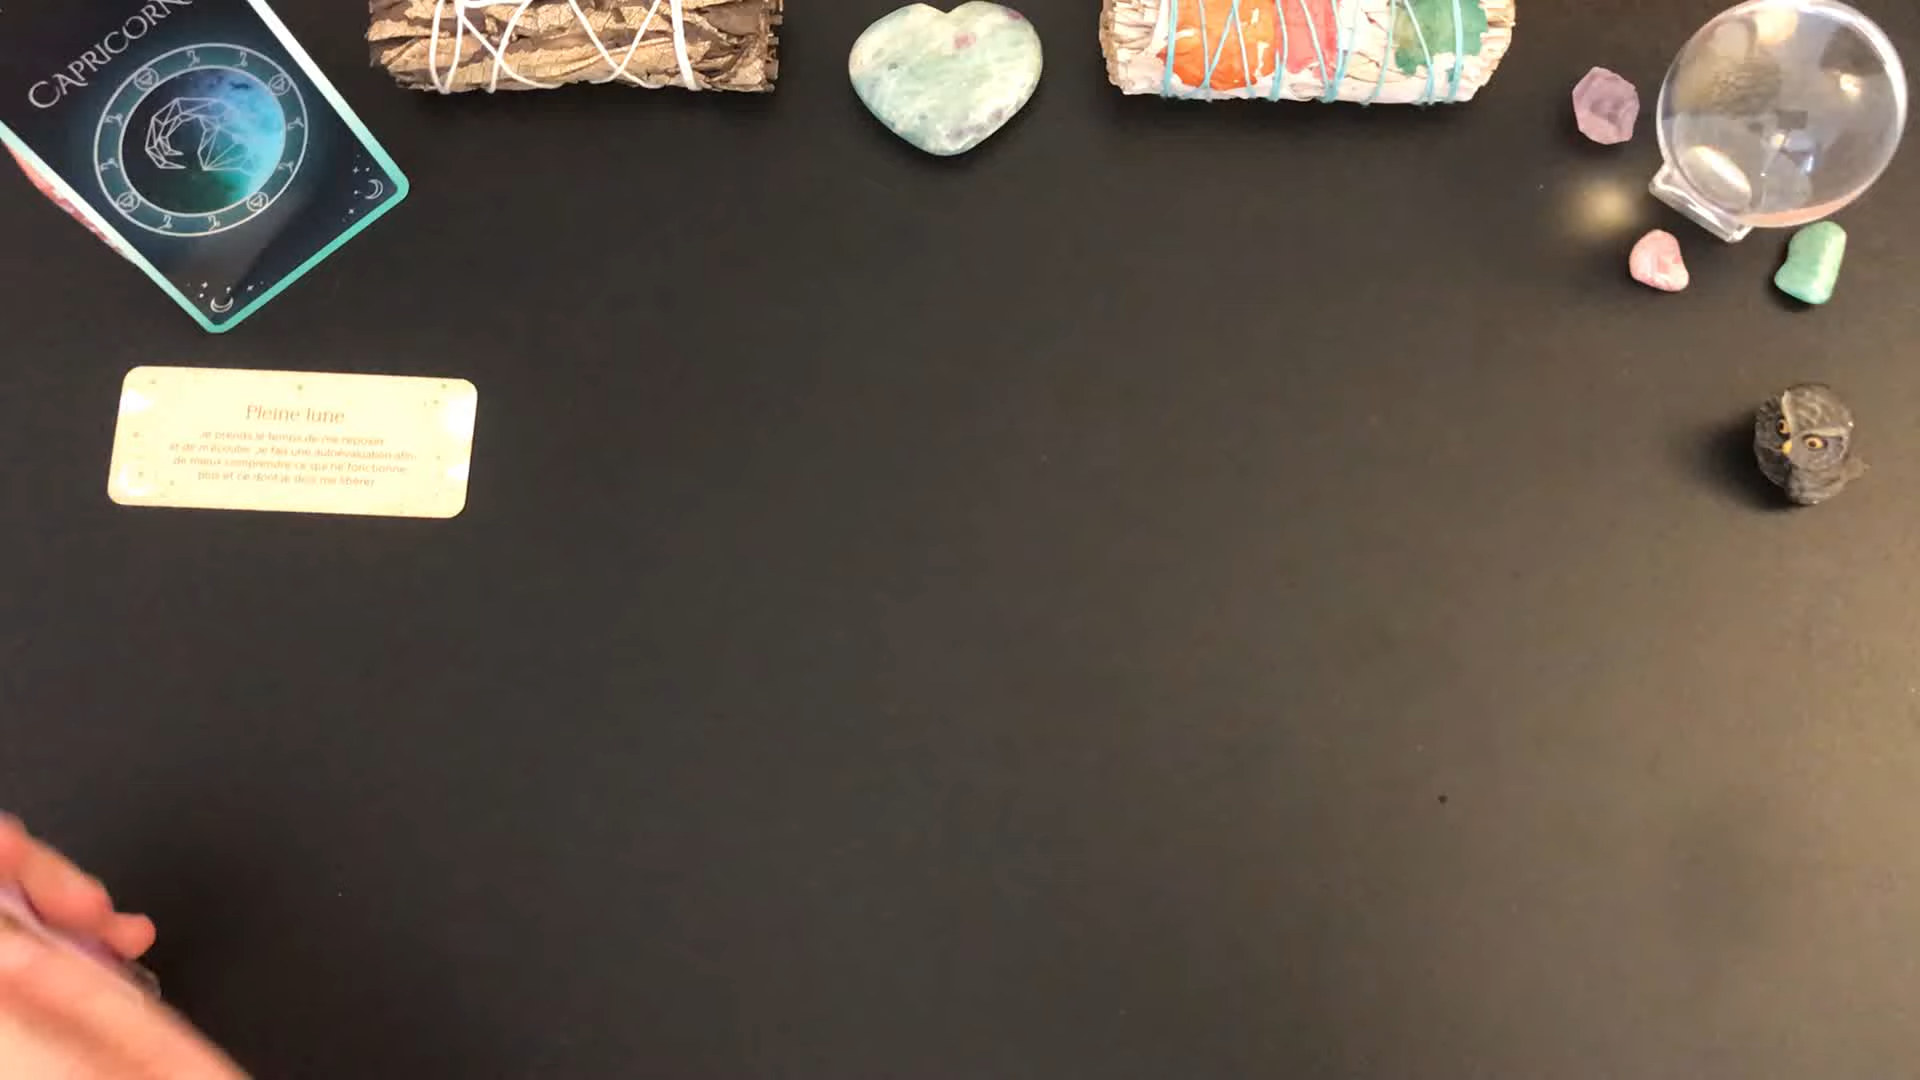 CAPRICORN
Pleine lune
Je prends le temps de me reposer
et de m'écouter. Je fais une autoévaluation afin
de mieux comprendre ce qui ne fonctionne
plus et ce dont je dois me libérer.